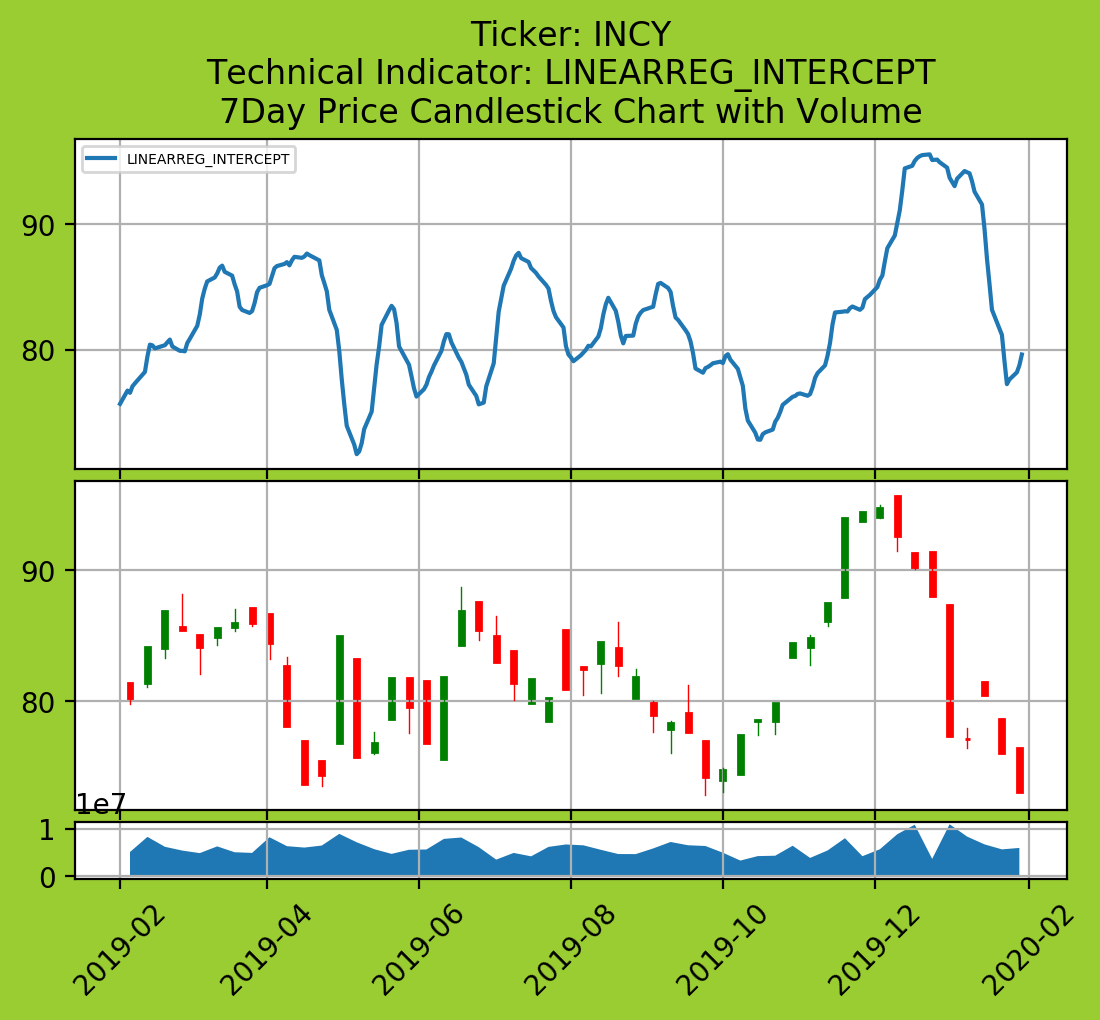 Ticker: INCY
Technical Indicator: LINEARREG_INTERCEPT
7Day Price Candlestick Chart with Volume
LINEARREG_INTERCEPT
90
80
90
80
1e7
1
0
2019-02
2019-04
2019-06
2019-08
2019-10
2019-12
2020-02